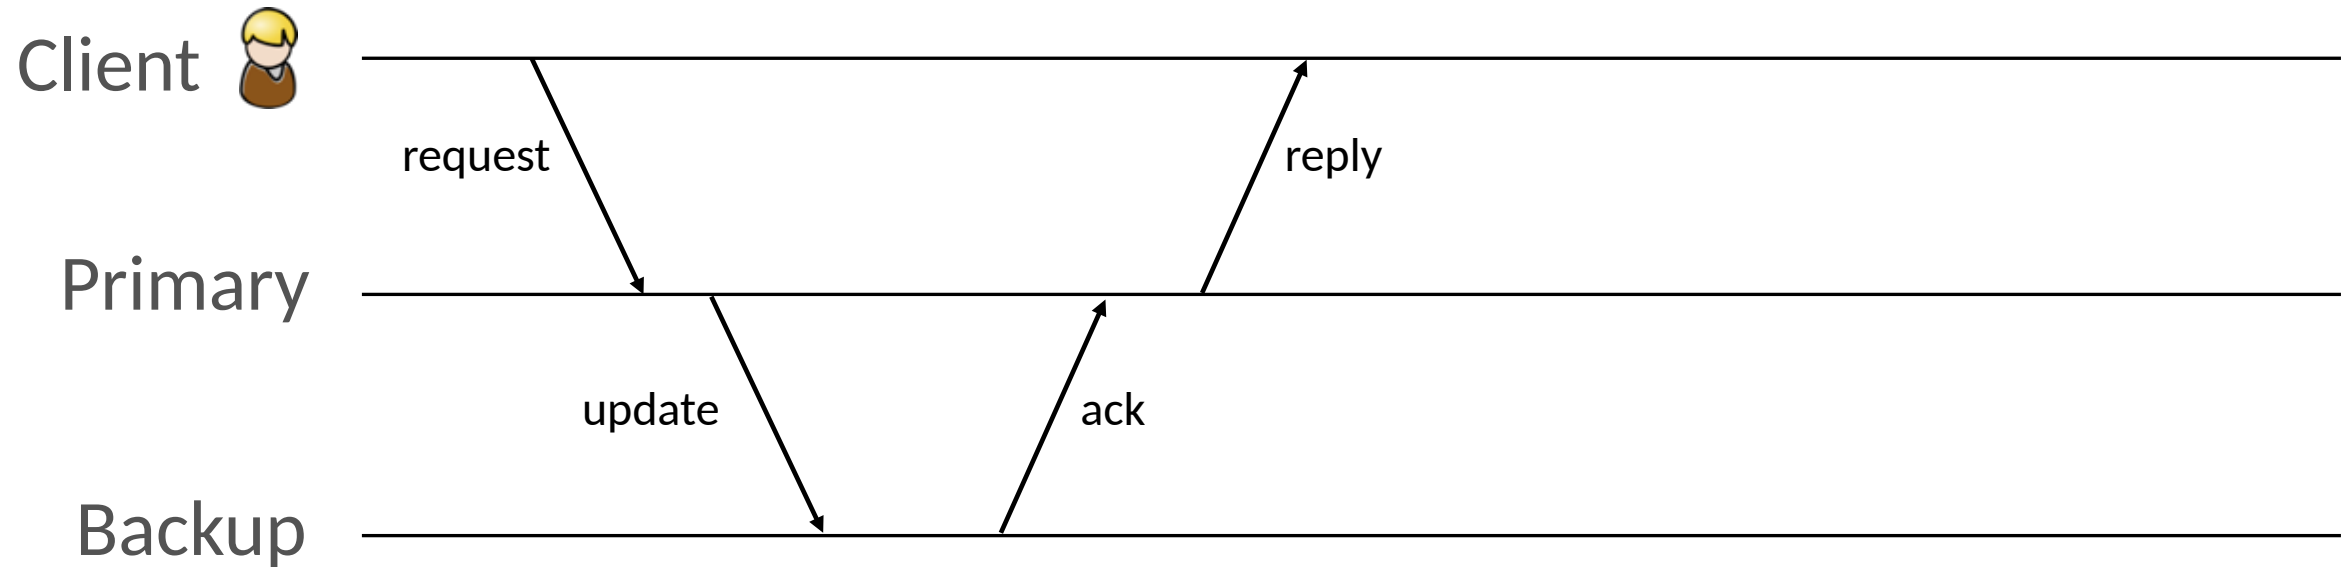 Client
request
reply
Primary
update
ack
Backup